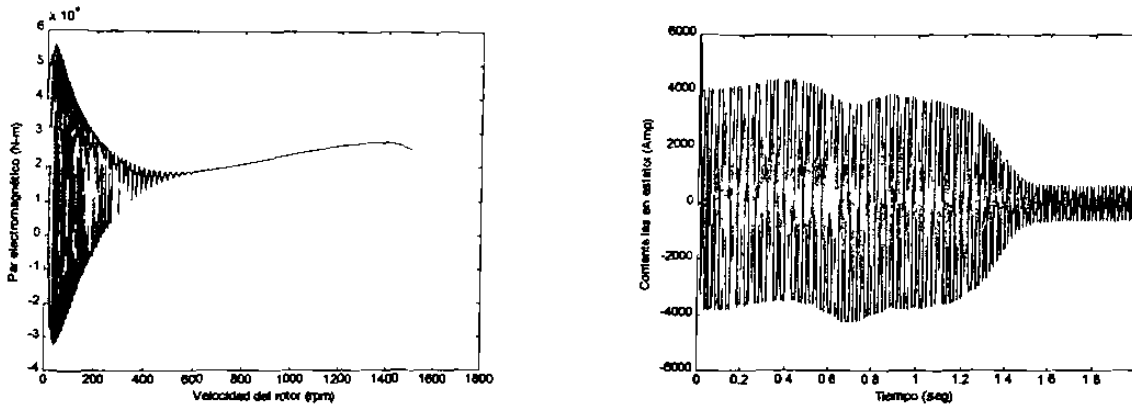 x 10⁴
6
5
4
3
2
1
0
-1
-2
-3
-4
Par electromagnético (N-m)
0 200 400 600 800 1000 1200 1400 1600 1800
Velocidad del rotor (rpm)
6000
4000
2000
0
-2000
-4000
-6000
Corriente Ias en estator (Amp)
0 0.2 0.4 0.6 0.8 1 1.2 1.4 1.6 1.8
Tiempo (seg)